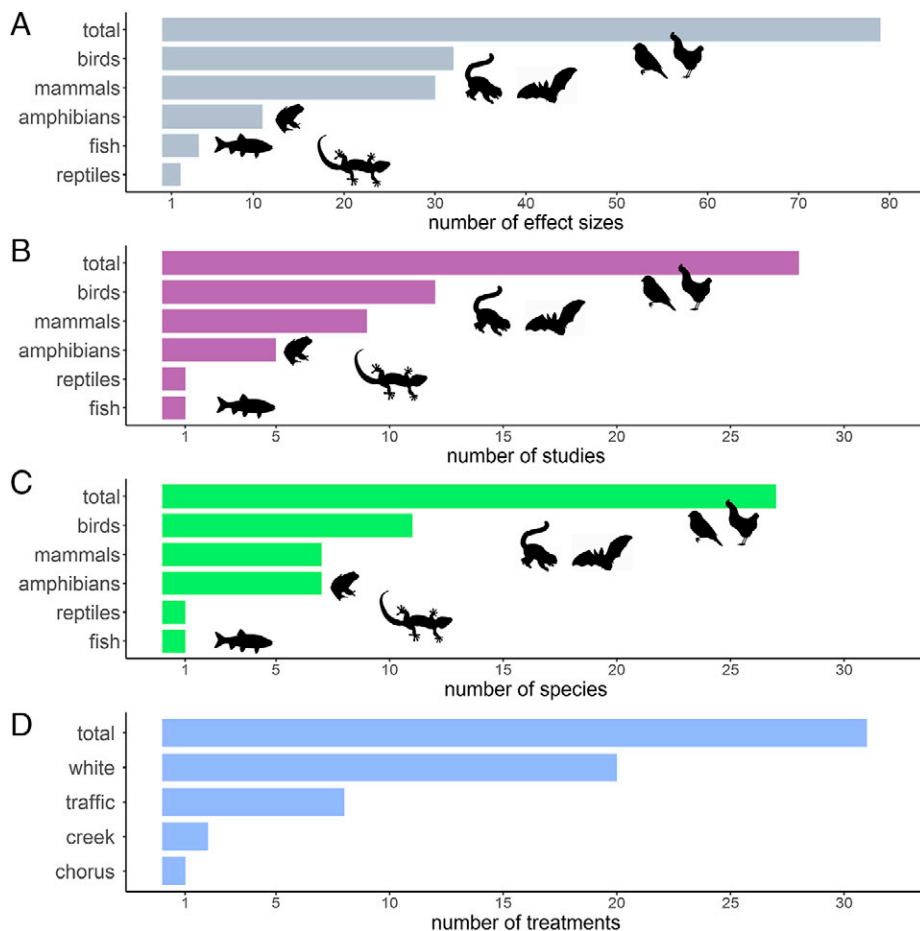 A
total
birds
mammals
amphibians
fish
reptiles
1 10 20 30 40 50 60 70 80
number of effect sizes
B
total
birds
mammals
amphibians
reptiles
fish
1 5 10 15 20 25 30
number of studies
C
total
birds
mammals
amphibians
reptiles
fish
1 5 10 15 20 25 30
number of species
D
total
white
traffic
creek
chorus
1 5 10 15 20 25 30
number of treatments